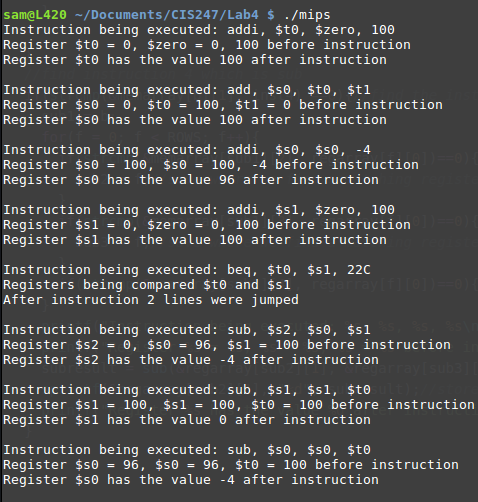 sam@L420 ~/Documents/CIS247/Lab4 $ ./mips
Instruction being executed: addi, $t0, $zero, 100
Register $t0 = 0, $zero = 0, 100 before instruction
Register $t0 has the value 100 after instruction
Instruction being executed: add, $s0, $t0, $t1
Register $s0 = 0, $t0 = 100, $t1 = 0 before instruction
Register $s0 has the value 100 after instruction
Instruction being executed: addi, $s0, $s0, -4
Register $s0 = 100, $s0 = 100, -4 before instruction
Register $s0 has the value 96 after instruction
Instruction being executed: addi, $s1, $zero, 100
Register $s1 = 0, $zero = 0, 100 before instruction
Register $s1 has the value 100 after instruction
Instruction being executed: beq, $t0, $s1, 22C
Registers being compared $t0 and $s1
After instruction 2 lines were jumped
Instruction being executed: sub, $s2, $s0, $s1
Register $s2 = 0, $s0 = 96, $s1 = 100 before instruction
Register $s2 has the value -4 after instruction
Instruction being executed: sub, $s1, $s1, $t0
Register $s1 = 100, $s1 = 100, $t0 = 100 before instruction
Register $s1 has the value 0 after instruction
Instruction being executed: sub, $s0, $s0, $t0
Register $s0 = 96, $s0 = 96, $t0 = 100 before instruction
Register $s0 has the value -4 after instruction